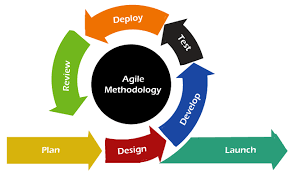 Deploy
Test
Review
Agile
Methodology
Develop
Plan
Design
Launch